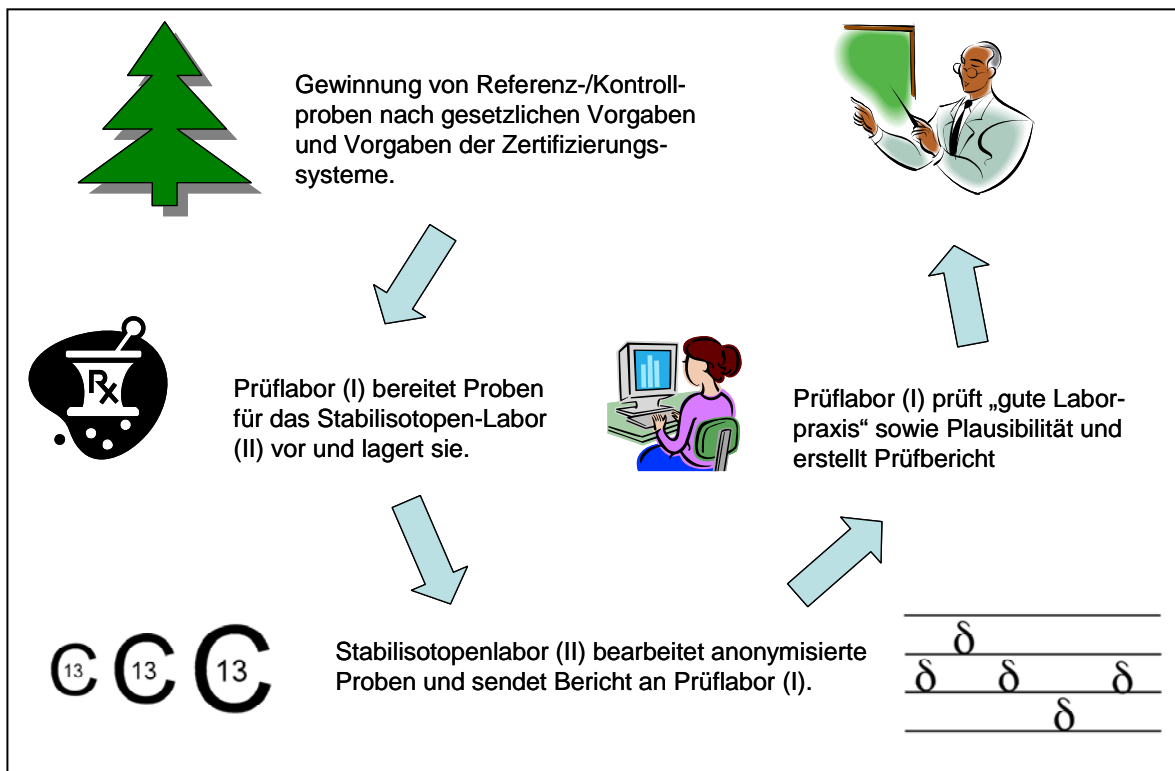 Gewinnung von Referenz-/Kontroll-
proben nach gesetzlichen Vorgaben
und Vorgaben der Zertifizierungs-
systeme.
Rx
Prüflabor (I) bereitet Proben
für das Stabilisotopen-Labor
(II) vor und lagert sie.
Prüflabor (I) prüft „gute Labor-
praxis“ sowie Plausibilität und
erstellt Prüfbericht
C 13 C 13 C 13
Stabilisotopenlabor (II) bearbeitet anonymisierte
Proben und sendet Bericht an Prüflabor (I).
δ
δ δ δ
δ